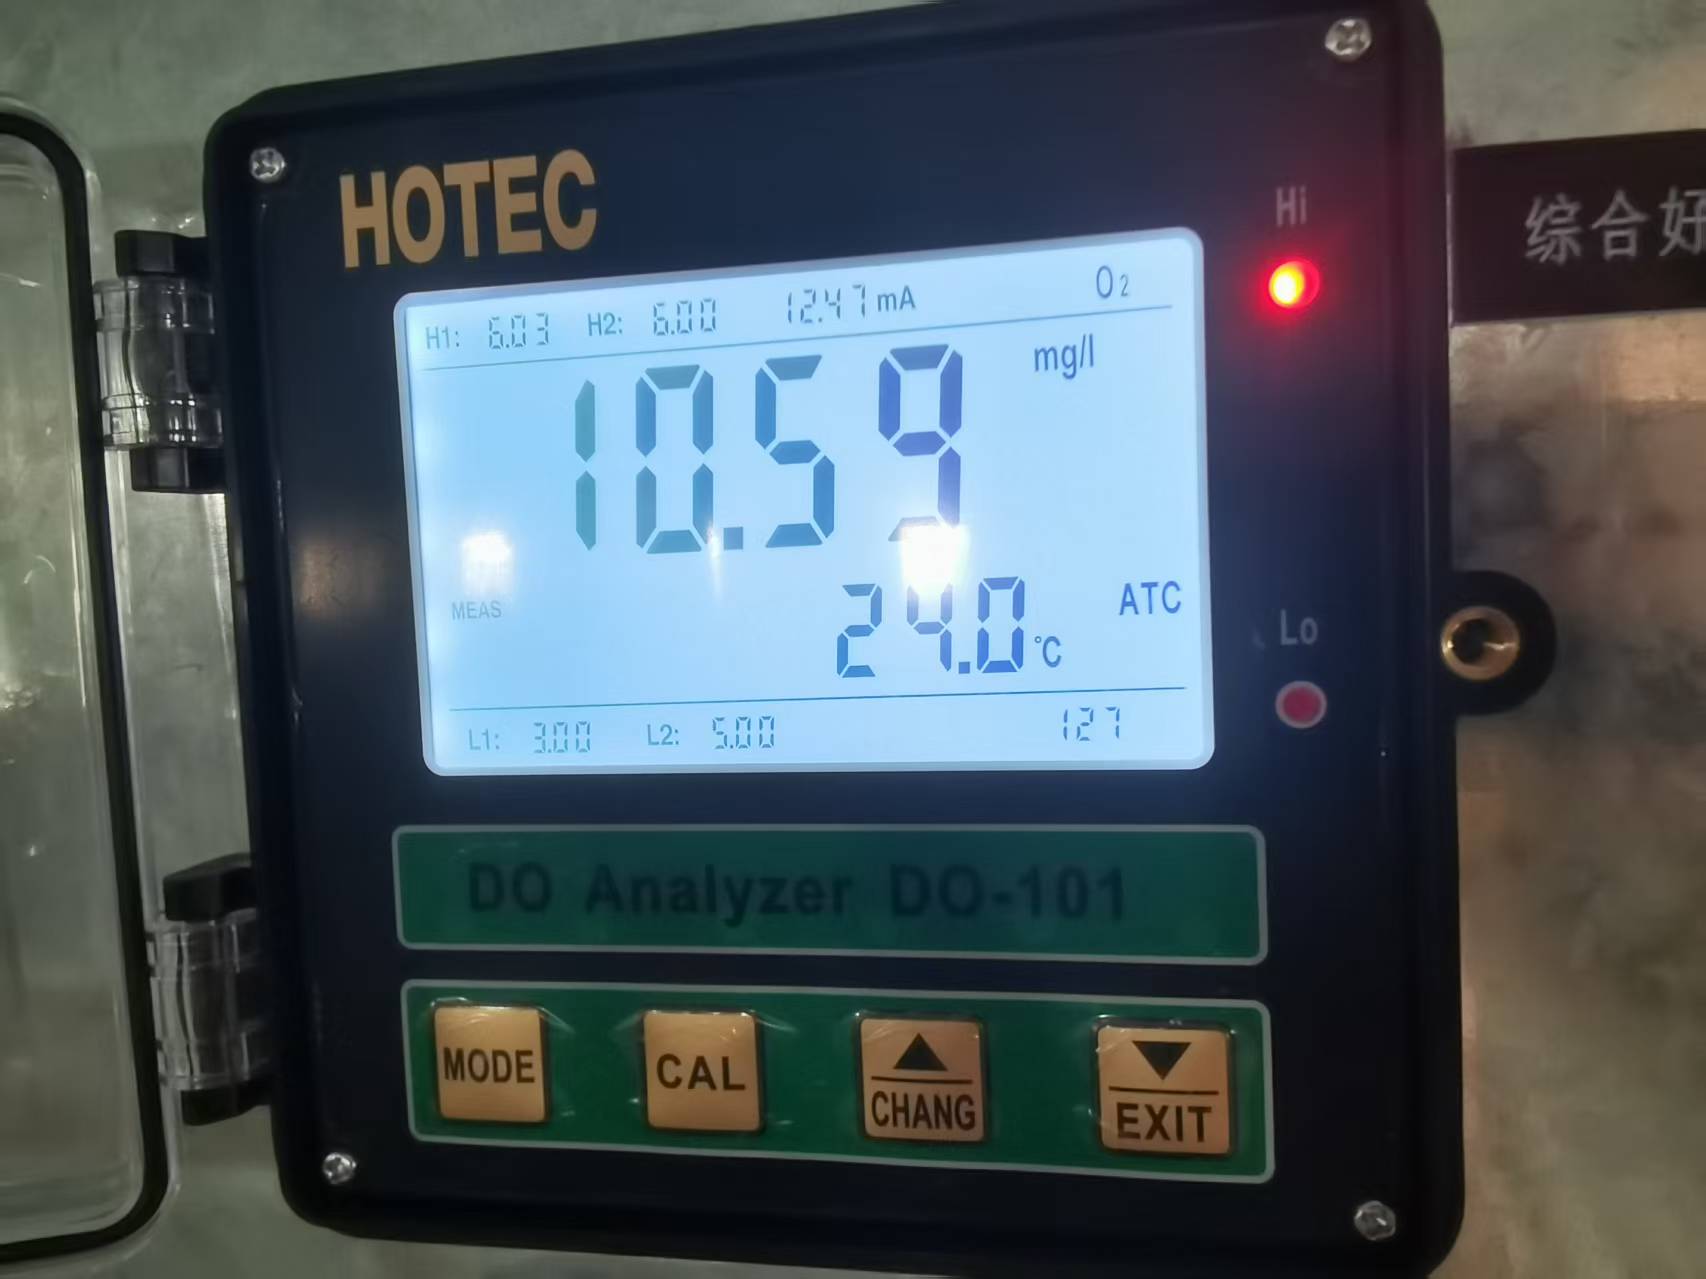 HOTEC
Hi
综合好
H1: 6.03 H2: 6.00 12.47 mA O2
10.59 mg/l
MEAS
24.0 °C ATC
Lo
L1: 3.00 L2: 5.00 127
DO Analyzer DO-101
MODE
CAL
CHANG
EXIT